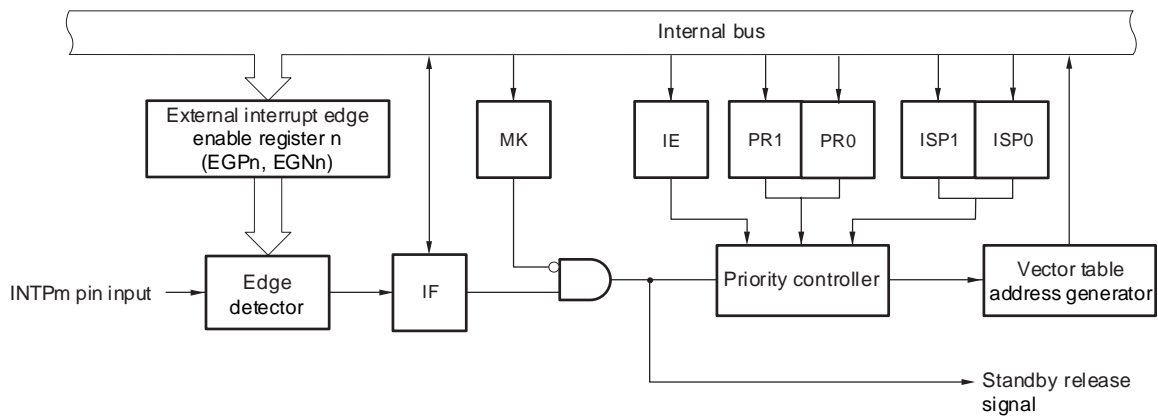 Internal bus
External interrupt edge
enable register n
(EGPn, EGNn)
MK
IE
PR1
PR0
ISP1
ISP0
INTPm pin input
Edge
detector
IF
Priority controller
Vector table
address generator
Standby release
signal